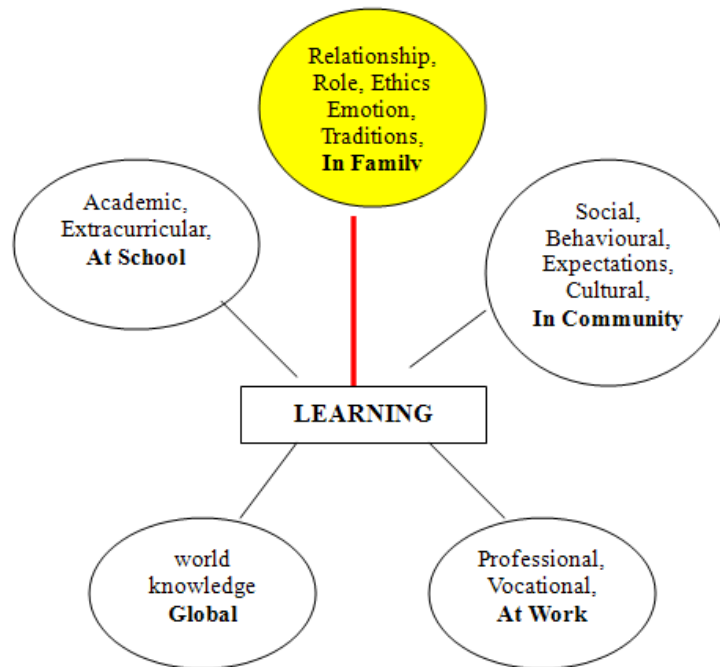 Relationship,
Role, Ethics
Emotion,
Traditions,
In Family
Academic,
Extracurricular,
At School
Social,
Behavioural,
Expectations,
Cultural,
In Community
LEARNING
world
knowledge
Global
Professional,
Vocational,
At Work